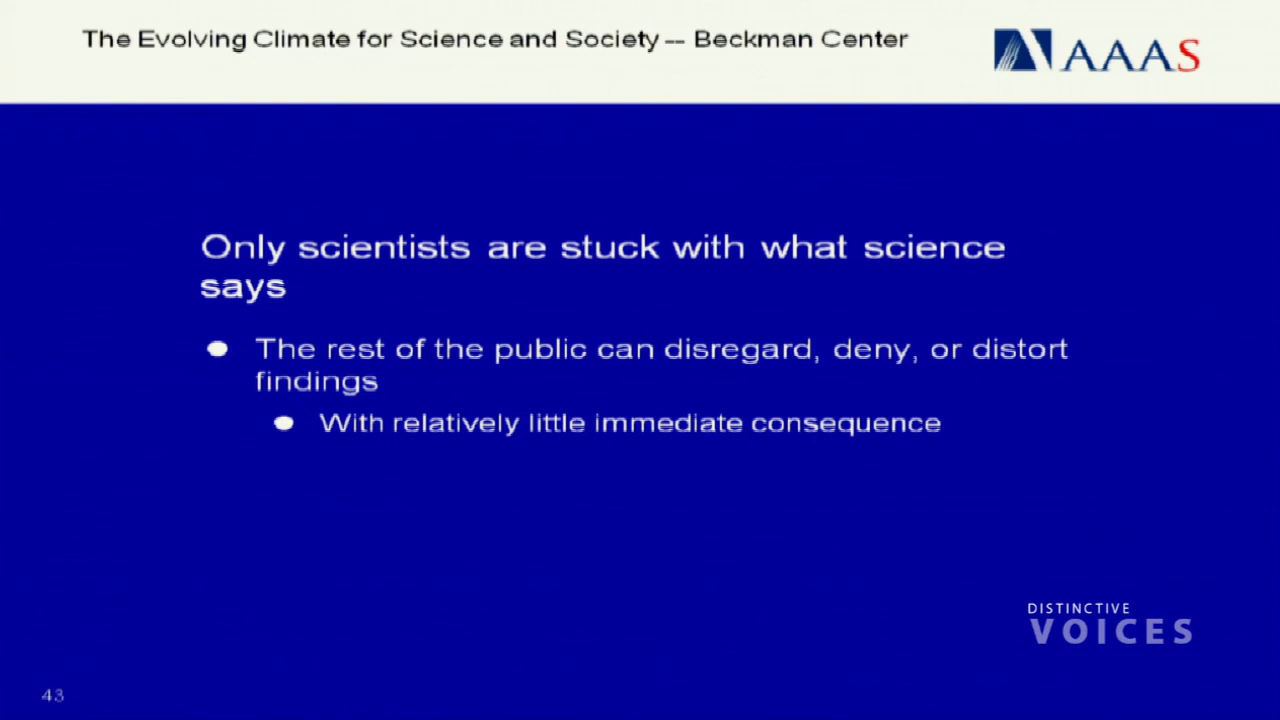 The Evolving Climate for Science and Society -- Beckman Center
AAAS
Only scientists are stuck with what science
says
The rest of the public can disregard, deny, or distort
findings
With relatively little immediate consequence
DISTINCTIVE
VOICES
43